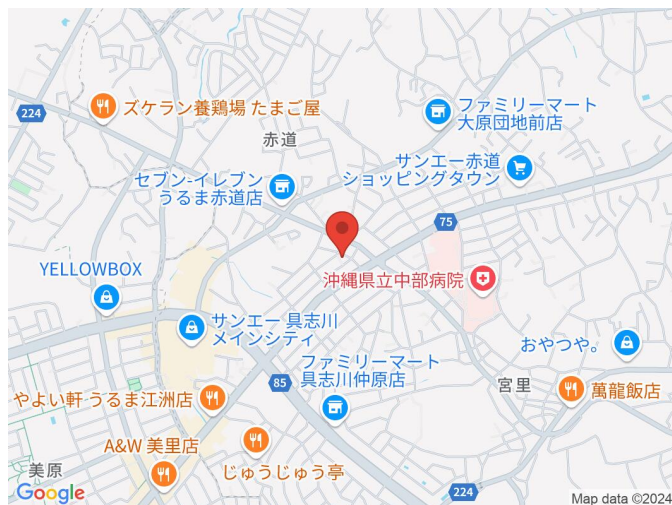 224
ズケラン養鶏場 たまご屋
ファミリーマート
大原団地前店
赤道
サンエー赤道
ショッピングタウン
セブン-イレブン
うるま赤道店
75
沖縄県立中部病院
YELLOWBOX
サンエー 具志川
メインシティ
おやつや。
ファミリーマート
具志川仲原店
85
宮里
萬龍飯店
やよい軒 うるま江洲店
A&W 美里店
じゅうじゅう亭
美原
224
Google
Map data ©2024